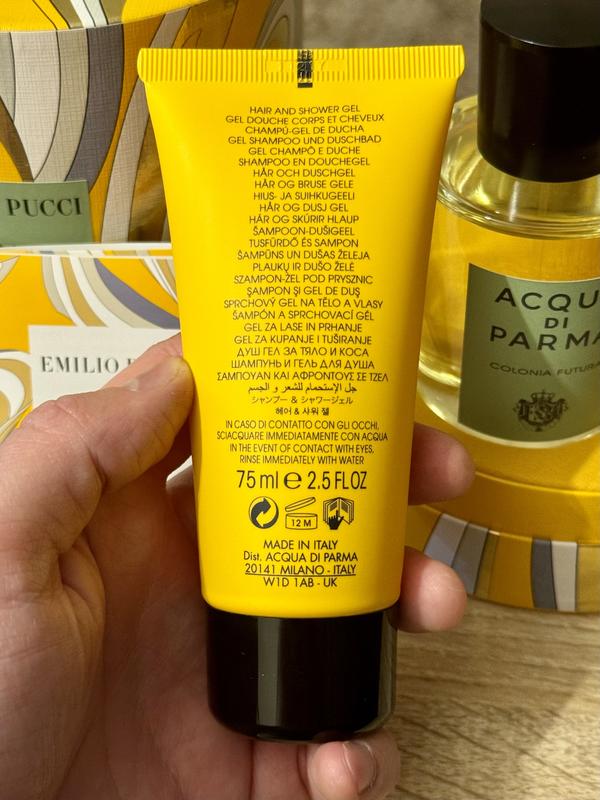 HAIR AND SHOWER GEL
GEL DOUCHE CORPS ET CHEVEUX
CHAMPÚ-GEL DE DUCHA
GEL SHAMPOO UND DUSCHBAD
GEL CHAMPÔ E DUCHE
SHAMPOO EN DOUCHEGEL
HÅR OCH DUSCHGEL
HÅR OG BRUSE GELE
HIUS- JA SUIHKUGEELI
HÅR OG DUSJ GEL
HÁR OG SKÚRIR HLAUP
ŠAMPOON-DUŠIGEEL
TUSFÜRDŐ ÉS SAMPON
ŠAMPŪNS UN DUŠAS ŽELEJA
PLAUKŲ IR DUŠO ŽELĖ
SZAMPON-ŻEL POD PRYSZNIC
ŞAMPON ŞI GEL DE DUŞ
SPRCHOVÝ GEL NA TĚLO A VLASY
ŠAMPÓN A SPRCHOVACÍ GÉL
GEL ZA LASE IN PRHANJE
GEL ZA KUPANJE I TUŠIRANJE
ДУШ ГЕЛ ЗА ТЯЛО И КОСА
ШАМПУНЬ И ГЕЛЬ ДЛЯ ДУША
ΣΑΜΠΟΥΑΝ ΚΑΙ ΑΦΡΟΝΤΟΥΣ ΣΕ ΤΖΕΛ
جل الإستحمام للشعر و الجسم
シャンプー & シャワージェル
헤어 & 샤워 젤
IN CASO DI CONTATTO CON GLI OCCHI,
SCIACQUARE IMMEDIATAMENTE CON ACQUA
IN THE EVENT OF CONTACT WITH EYES,
RINSE IMMEDIATELY WITH WATER
75 ml e 2.5 FL OZ
12 M
MADE IN ITALY
Dist. ACQUA DI PARMA
20141 MILANO - ITALY
W1D 1AB - UK
PUCCI
EMILIO
ACQU
DI
PARMA
COLONIA FUTURA